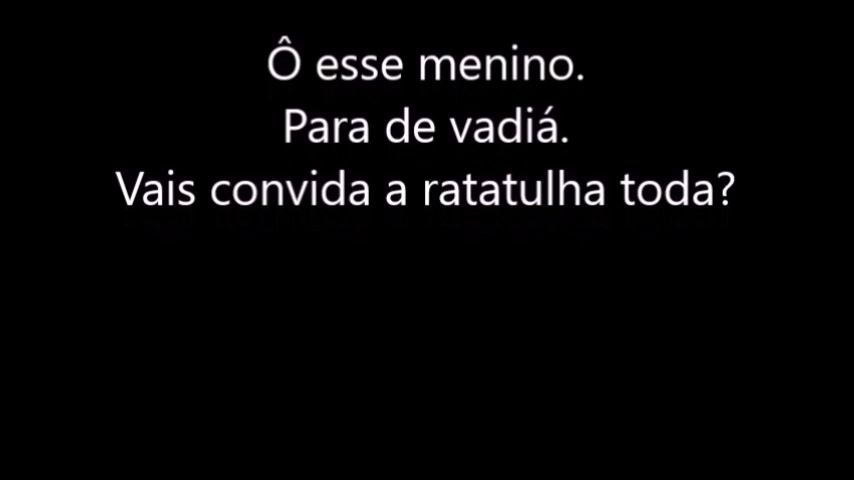 Ô esse menino.
Para de vadiá.
Vais convida a ratatulha toda?